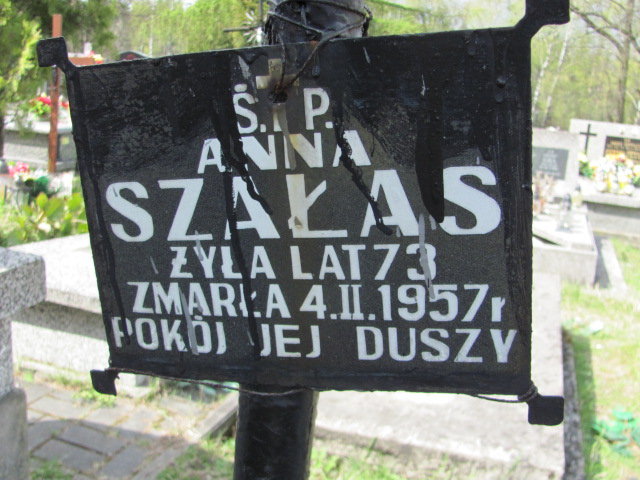 Ś.†P.
ANNA
SZAŁAS
ŻYŁA LAT 73
ZMARŁA 4.II.1957r
POKÓJ JEJ DUSZY